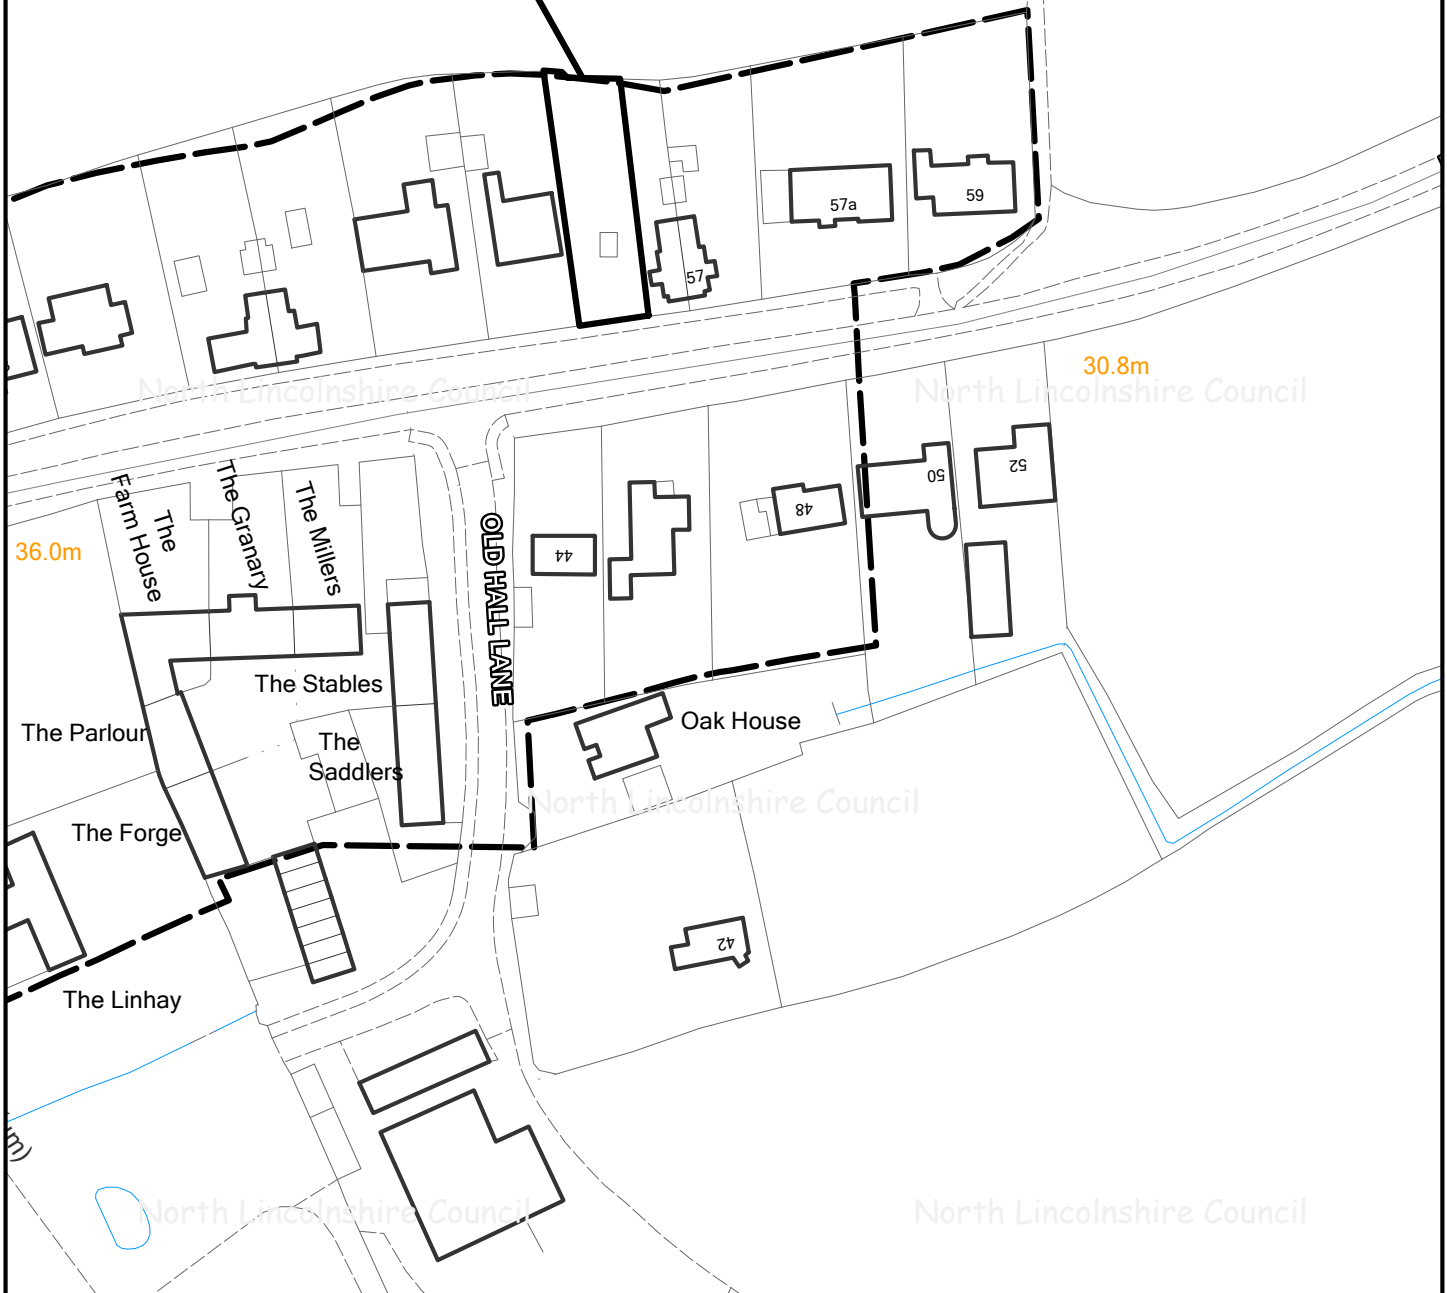 57a
59
57
30.8m
North Lincolnshire Council
North Lincolnshire Council
The
Farm House
The Granary
The Millers
36.0m
OLD HALL LANE
44
48
50
52
The Stables
The Parlour
The
Saddlers
Oak House
North Lincolnshire Council
The Forge
42
The Linhay
m)
North Lincolnshire Council
North Lincolnshire Council